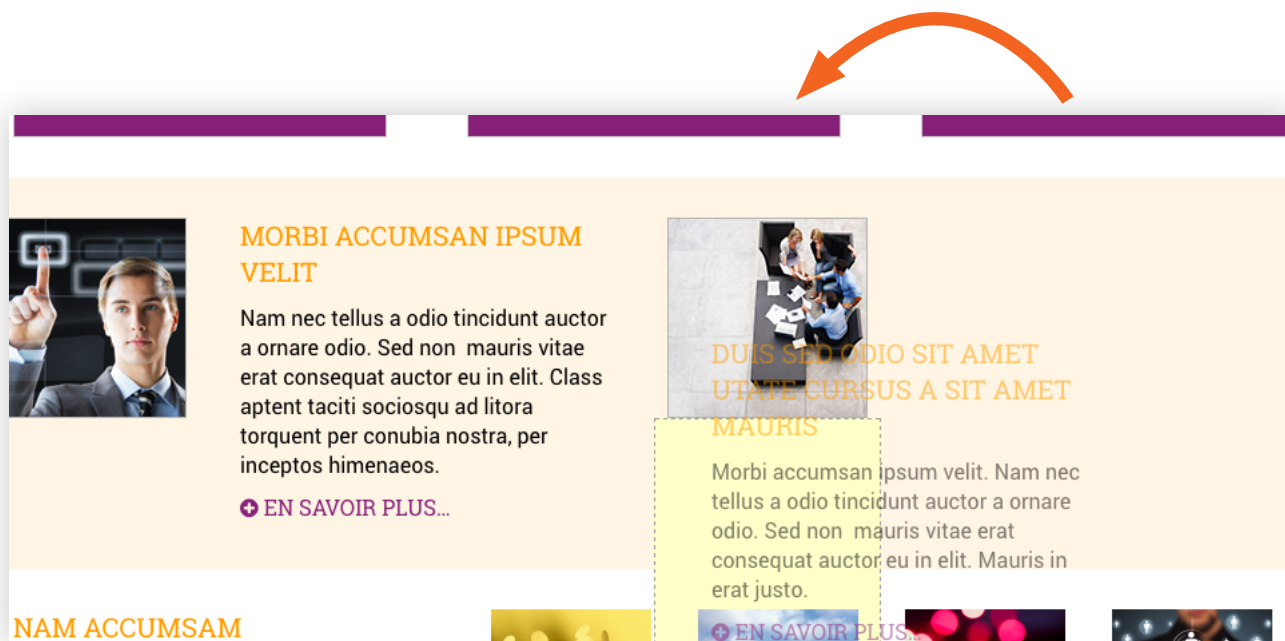 MORBI ACCUMSAN IPSUM
VELIT
Nam nec tellus a odio tincidunt auctor
a ornare odio. Sed non  mauris vitae
erat consequat auctor eu in elit. Class
aptent taciti sociosqu ad litora
torquent per conubia nostra, per
inceptos himenaeos.
EN SAVOIR PLUS...
DUIS SED ODIO SIT AMET
UTATE CURSUS A SIT AMET
MAURIS
Morbi accumsan ipsum velit. Nam nec
tellus a odio tincidunt auctor a ornare
odio. Sed non  mauris vitae erat
consequat auctor eu in elit. Mauris in
erat justo.
EN SAVOIR PLUS...
NAM ACCUMSAM